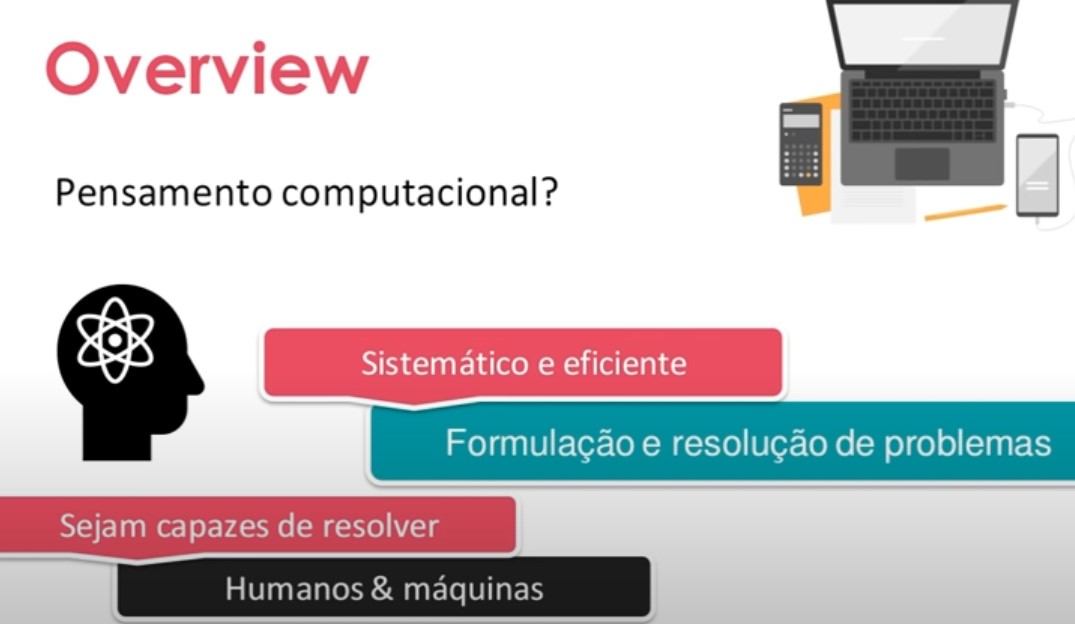 Overview
Pensamento computacional?
Sistemático e eficiente
Formulação e resolução de problemas
Sejam capazes de resolver
Humanos & máquinas